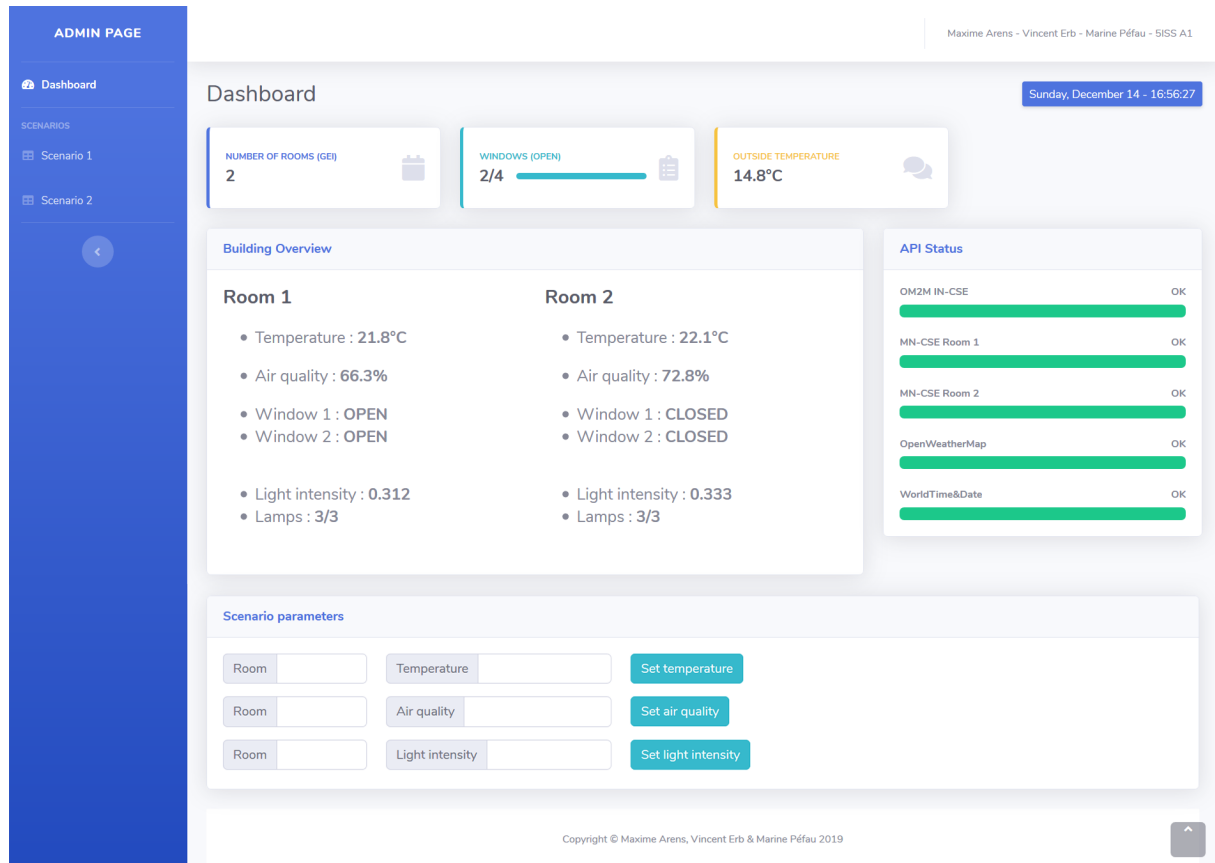 ADMIN PAGE
Maxime Arens - Vincent Erb - Marine Péfau - 5ISS A1
Dashboard
SCENARIOS
Scenario 1
Scenario 2
Dashboard
Sunday, December 14 - 16:56:27
NUMBER OF ROOMS (GEI)
2
WINDOWS (OPEN)
2/4
OUTSIDE TEMPERATURE
14.8°C
Building Overview
Room 1
Temperature : 21.8°C
Air quality : 66.3%
Window 1 : OPEN
Window 2 : OPEN
Light intensity : 0.312
Lamps : 3/3
Room 2
Temperature : 22.1°C
Air quality : 72.8%
Window 1 : CLOSED
Window 2 : CLOSED
Light intensity : 0.333
Lamps : 3/3
API Status
OM2M IN-CSE OK
MN-CSE Room 1 OK
MN-CSE Room 2 OK
OpenWeatherMap OK
WorldTime&Date OK
Scenario parameters
Room Temperature Set temperature
Room Air quality Set air quality
Room Light intensity Set light intensity
Copyright © Maxime Arens, Vincent Erb & Marine Péfau 2019